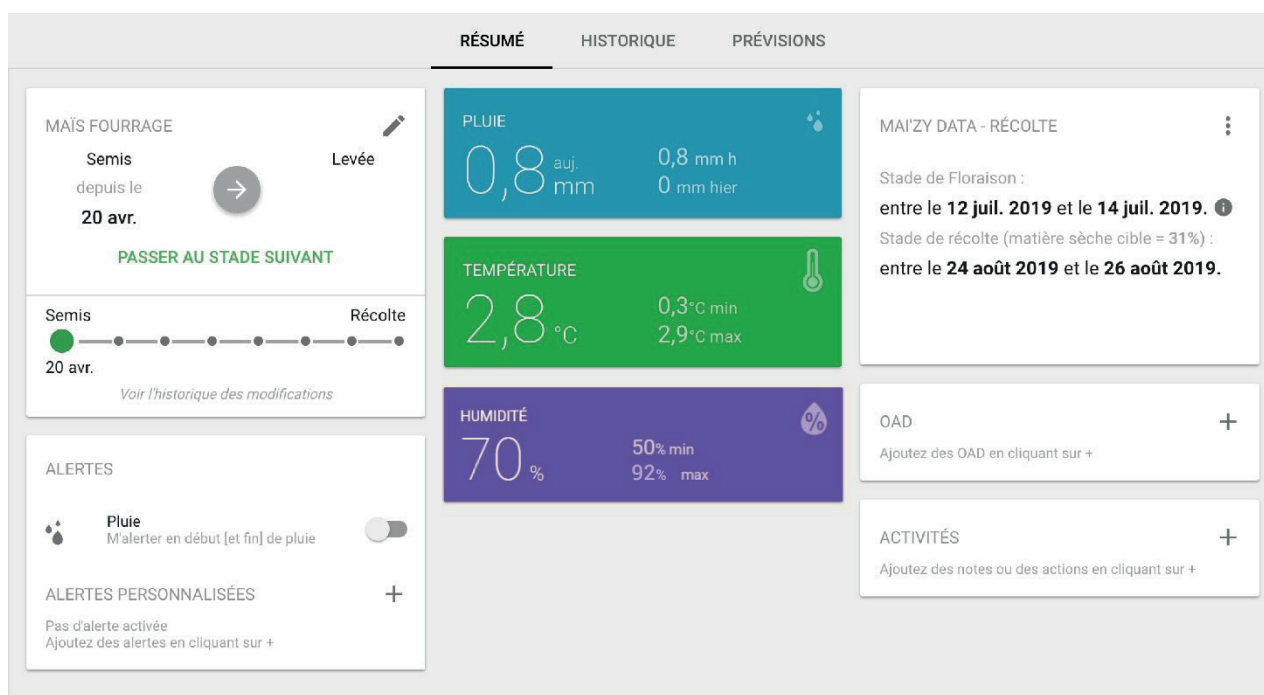 RÉSUMÉ
HISTORIQUE
PRÉVISIONS
MAÏS FOURRAGE
Semis
Levée
depuis le
20 avr.
PASSER AU STADE SUIVANT
Semis
Récolte
20 avr.
Voir l'historique des modifications
ALERTES
Pluie
M'alerter en début [et fin] de pluie
ALERTES PERSONNALISÉES
Pas d'alerte activée
Ajoutez des alertes en cliquant sur +
PLUIE
0,8 auj. mm
0,8 mm h
0 mm hier
TEMPÉRATURE
2,8 °C
0,3°C min
2,9°C max
HUMIDITÉ
%
70 %
50% min
92% max
MAI'ZY DATA - RÉCOLTE
Stade de Floraison :
entre le 12 juil. 2019 et le 14 juil. 2019.
Stade de récolte (matière sèche cible = 31%) :
entre le 24 août 2019 et le 26 août 2019.
OAD
Ajoutez des OAD en cliquant sur +
ACTIVITÉS
Ajoutez des notes ou des actions en cliquant sur +